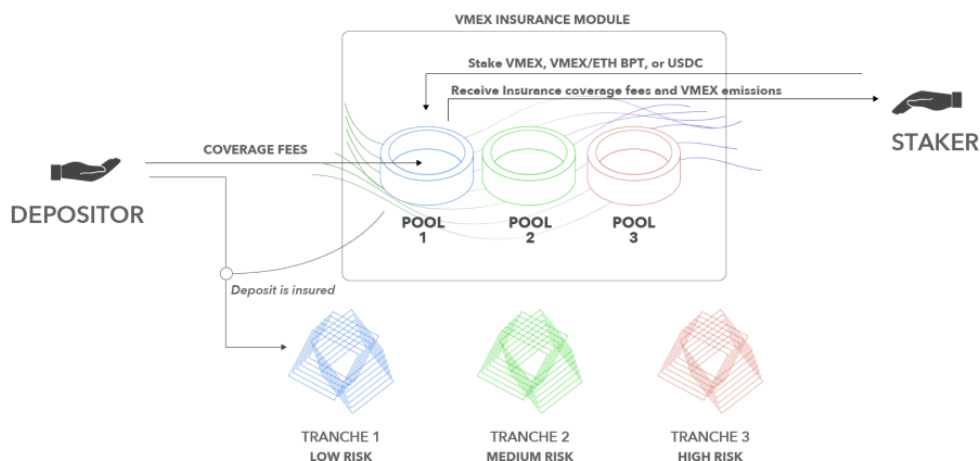 VMEX INSURANCE MODULE
Stake VMEX, VMEX/ETH BPT, or USDC
Receive Insurance coverage fees and VMEX emissions
STAKER
COVERAGE FEES
DEPOSITOR
POOL
1
POOL
2
POOL
3
Deposit is insured
TRANCHE 1
LOW RISK
TRANCHE 2
MEDIUM RISK
TRANCHE 3
HIGH RISK